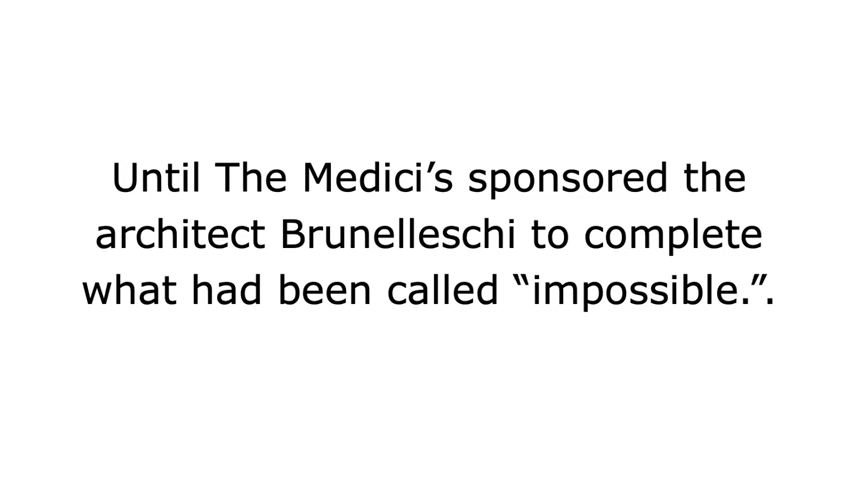 Until The Medici’s sponsored the
architect Brunelleschi to complete
what had been called “impossible.”.